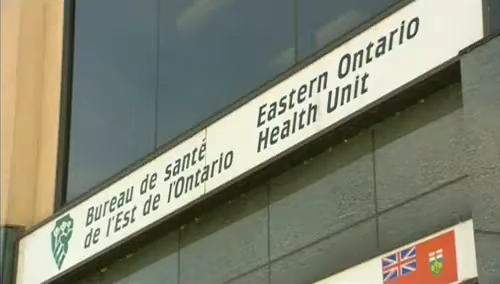 Bureau de santé
de l'Est de l'Ontario
Eastern Ontario
Health Unit